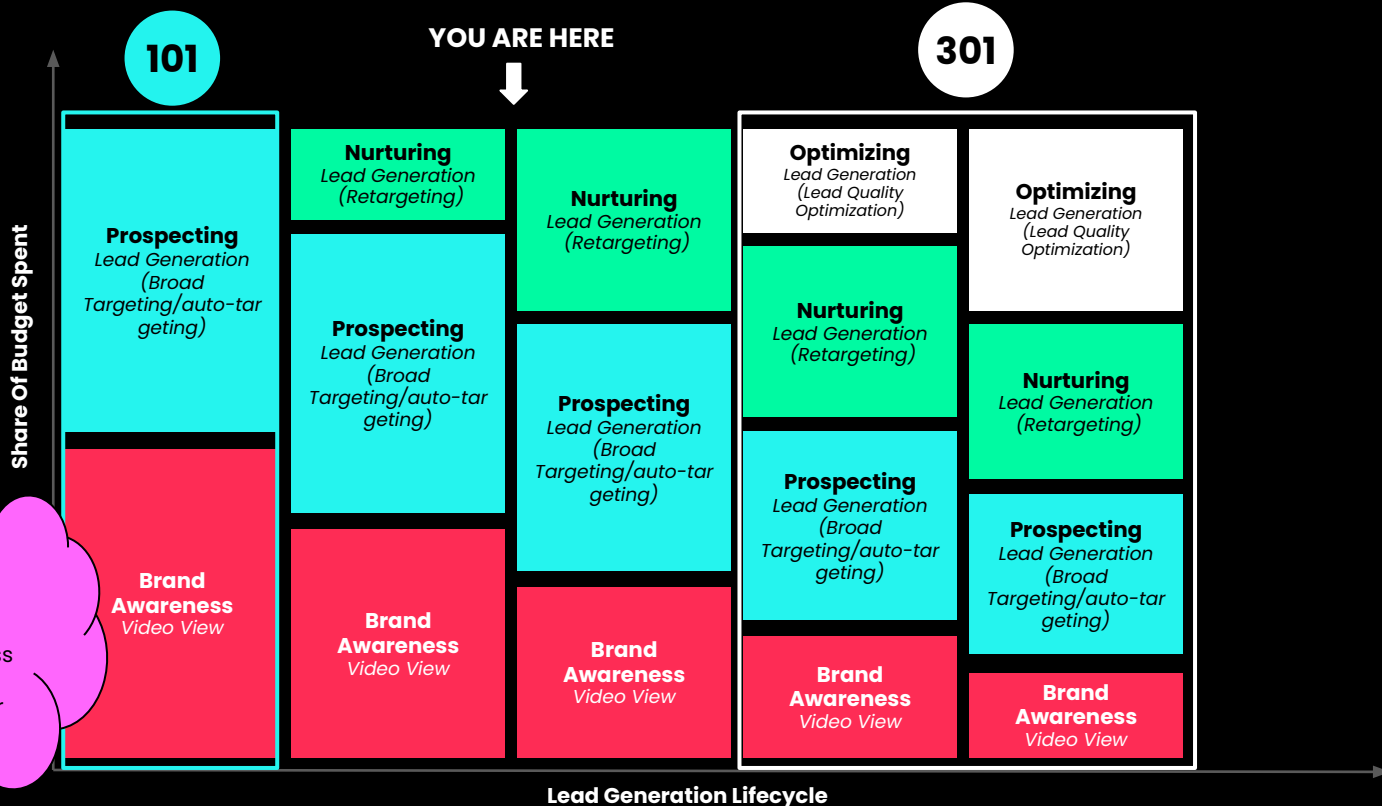 101
YOU ARE HERE
301
Share Of Budget Spent
Prospecting
Lead Generation
(Broad
Targeting/auto-tar
geting)
Brand
Awareness
Video View
Nurturing
Lead Generation
(Retargeting)
Prospecting
Lead Generation
(Broad
Targeting/auto-tar
geting)
Brand
Awareness
Video View
Nurturing
Lead Generation
(Retargeting)
Prospecting
Lead Generation
(Broad
Targeting/auto-tar
geting)
Brand
Awareness
Video View
Optimizing
Lead Generation
(Lead Quality
Optimization)
Nurturing
Lead Generation
(Retargeting)
Prospecting
Lead Generation
(Broad
Targeting/auto-tar
geting)
Brand
Awareness
Video View
Optimizing
Lead Generation
(Lead Quality
Optimization)
Nurturing
Lead Generation
(Retargeting)
Prospecting
Lead Generation
(Broad
Targeting/auto-tar
geting)
Brand
Awareness
Video View
Lead Generation Lifecycle